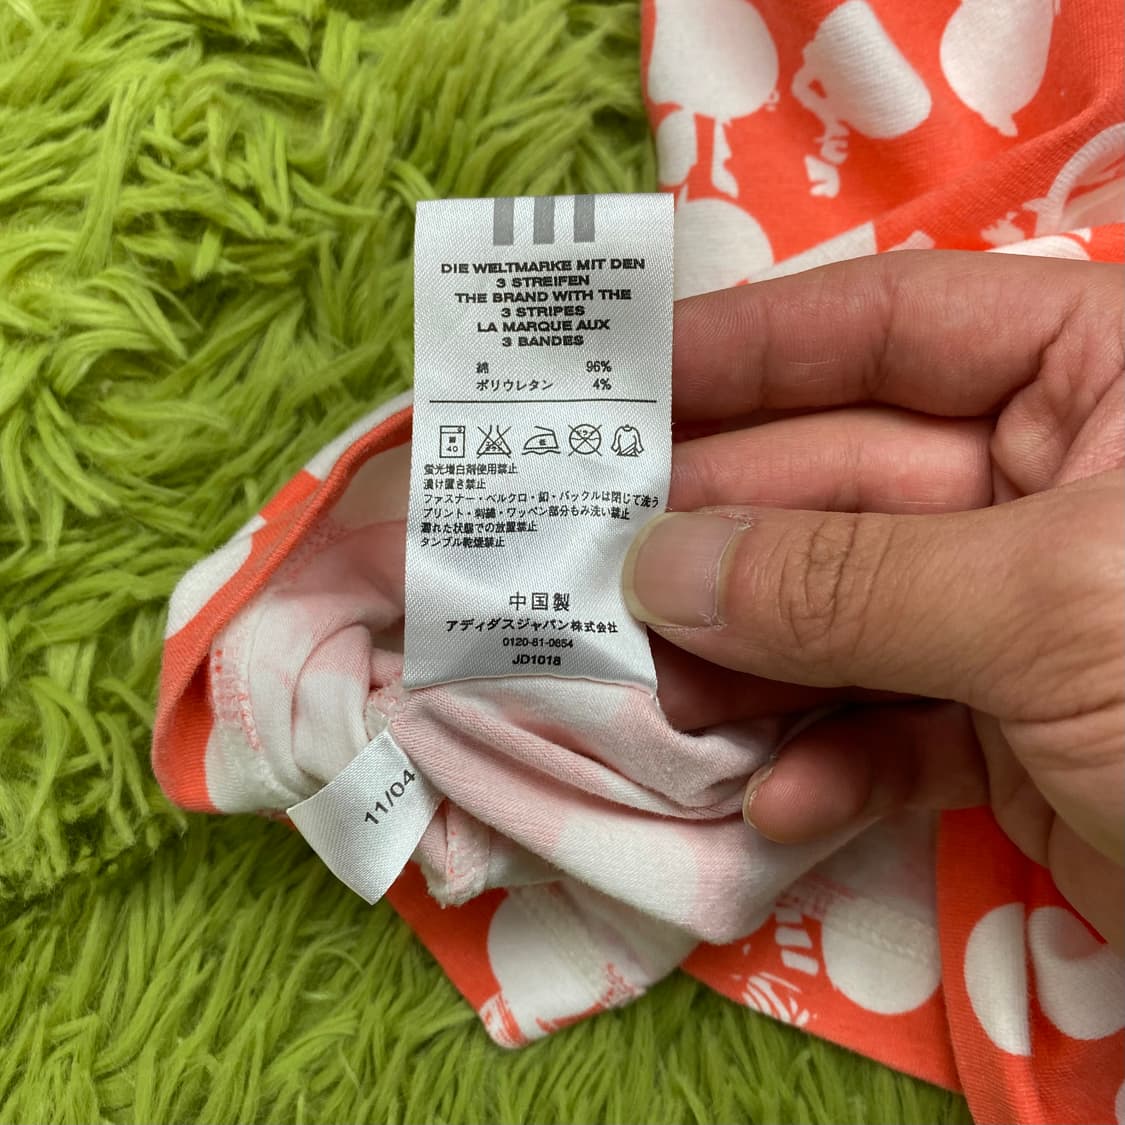 DIE WELTMARKE MIT DEN
3 STREIFEN
THE BRAND WITH THE
3 STRIPES
LA MARQUE AUX
3 BANDES
綿 96%
ポリウレタン 4%
40
蛍光増白剤使用禁止
漬け置き禁止
ファスナー・ベルクロ・釦・バックルは閉じて洗う
プリント・刺繍・ワッペン部分もみ洗い禁止
濡れた状態での放置禁止
タンブル乾燥禁止
中国製
アディダスジャパン株式会社
0120-81-0654
JD1018
11/04